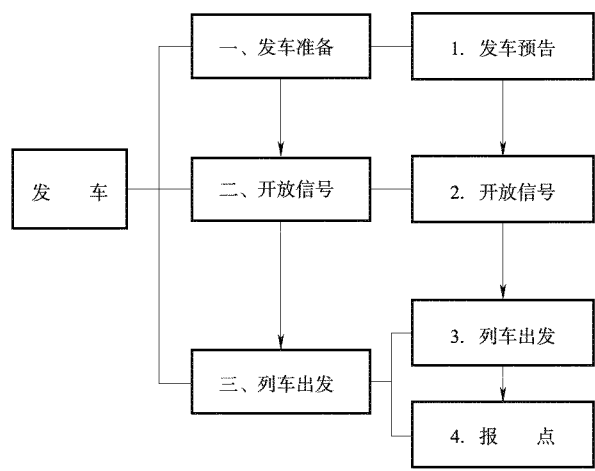 一、发车准备
1. 发车预告
发 车
二、开放信号
2. 开放信号
三、列车出发
3. 列车出发
4. 报 点